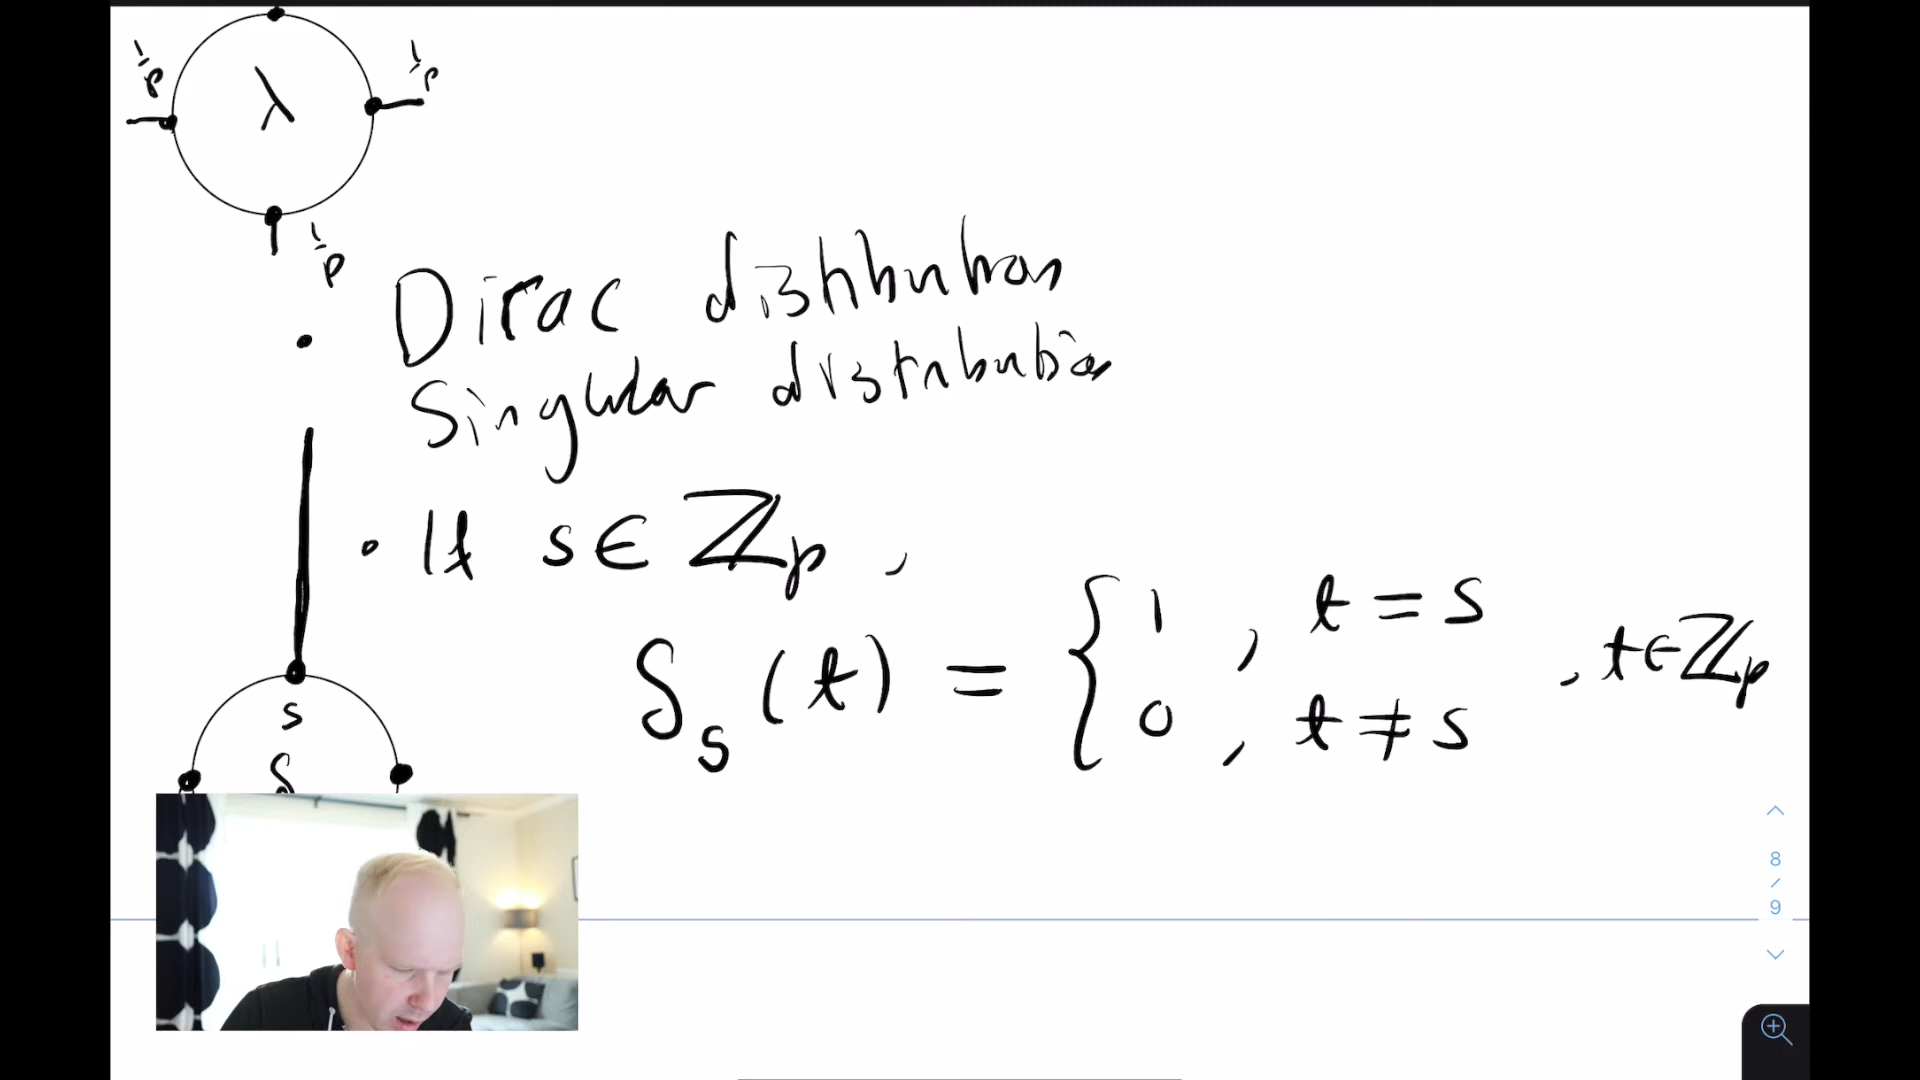 1/p
1/p
λ
1/p
Dirac distribution
Singular distribution
• If s ∈ ℤₚ ,
δₛ(t) = { 1 , t = s
0 , t ≠ s
, t ∈ ℤₚ
s
δ
8
/
9